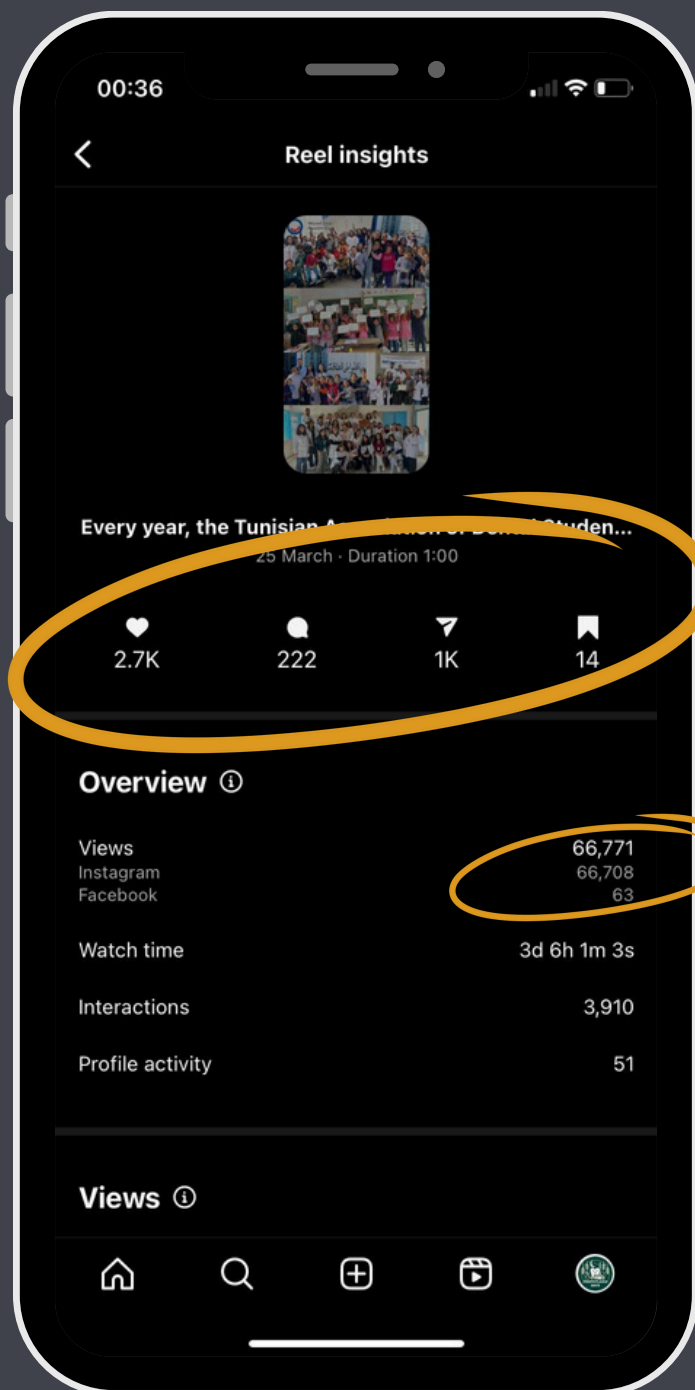 00:36
Reel insights
Every year, the Tunisian Studen...
25 March · Duration 1:00
2.7K 222 1K 14
Overview
Views 66,771
Instagram 66,708
Facebook 63
Watch time 3d 6h 1m 3s
Interactions 3,910
Profile activity 51
Views